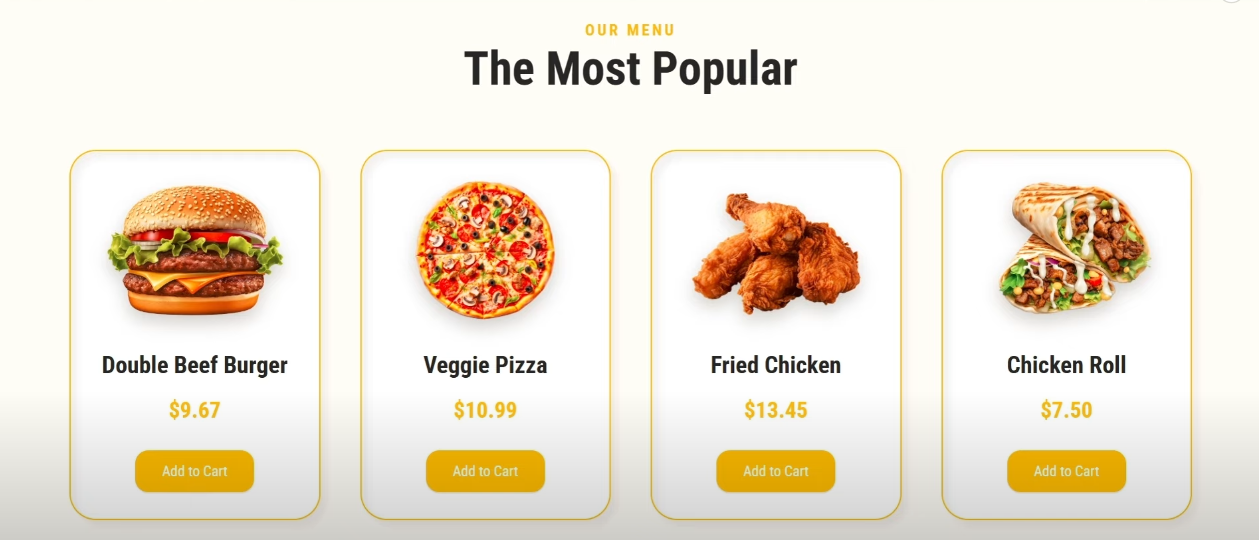 OUR MENU
The Most Popular
Double Beef Burger
$9.67
Add to Cart
Veggie Pizza
$10.99
Add to Cart
Fried Chicken
$13.45
Add to Cart
Chicken Roll
$7.50
Add to Cart